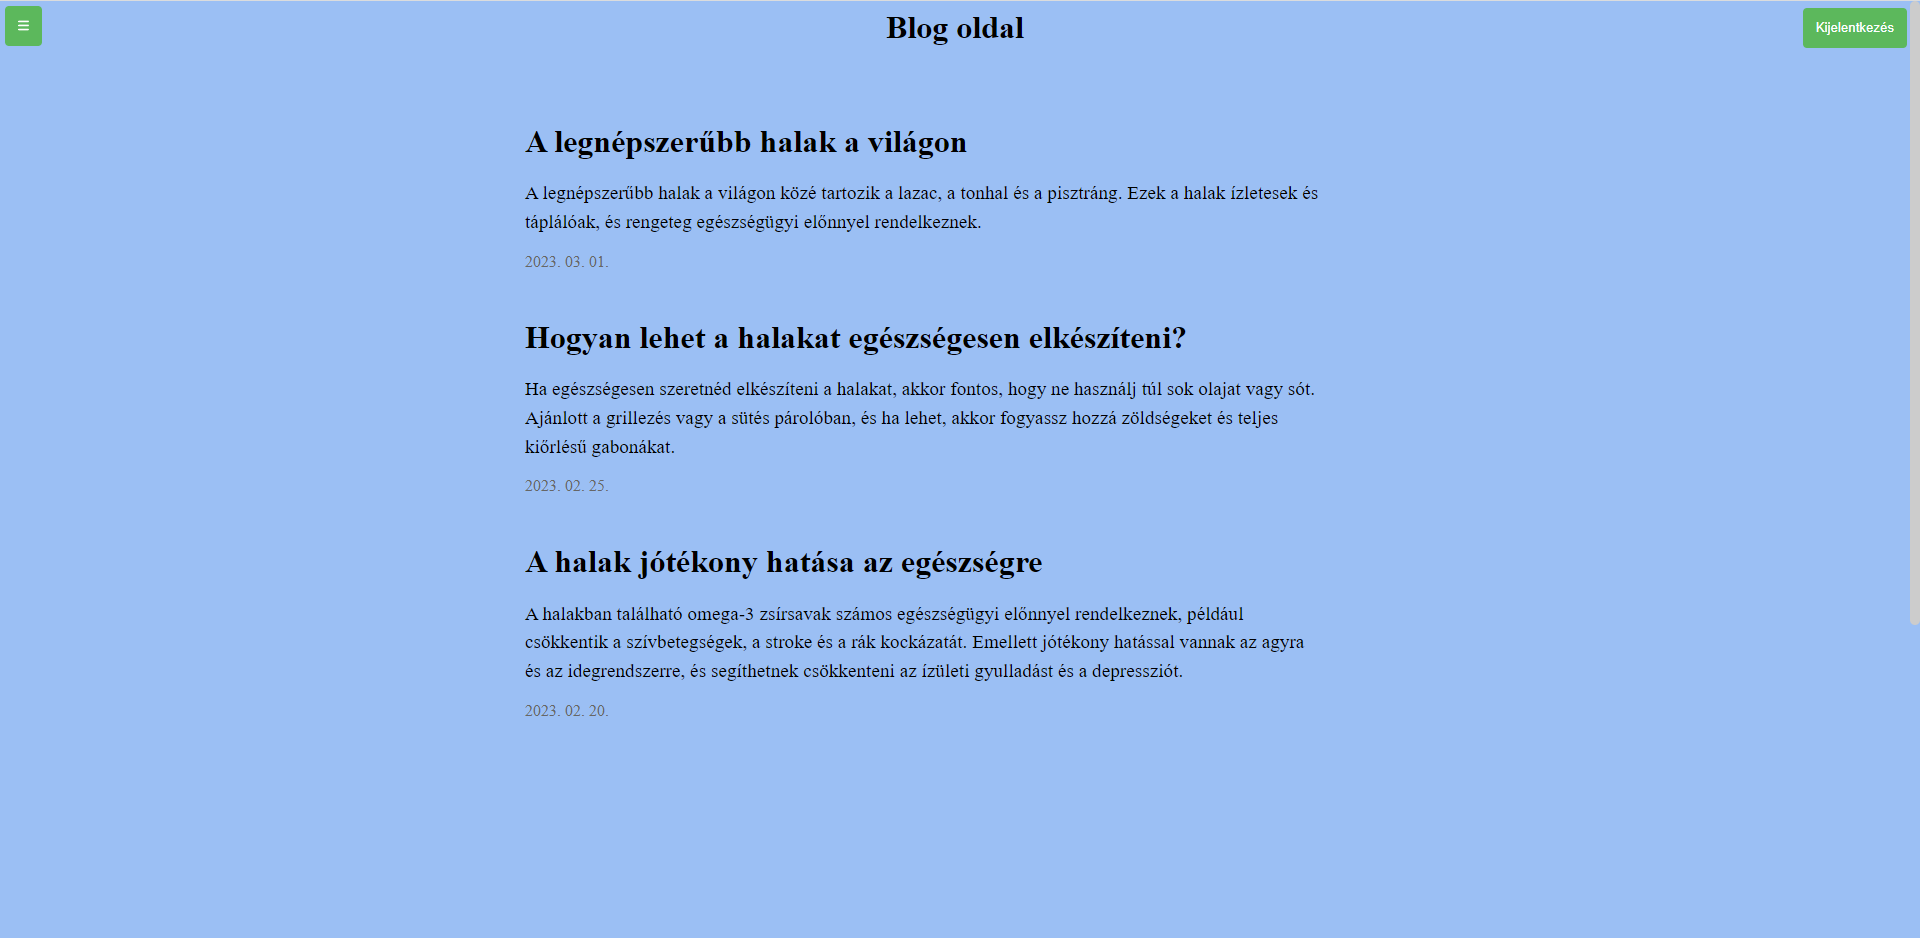 ☰ Blog oldal Kijelentkezés
A legnépszerűbb halak a világon
A legnépszerűbb halak a világon közé tartozik a lazac, a tonhal és a pisztráng. Ezek a halak ízletesek és
táplálóak, és rengeteg egészségügyi előnnyel rendelkeznek.
2023. 03. 01.
Hogyan lehet a halakat egészségesen elkészíteni?
Ha egészségesen szeretnéd elkészíteni a halakat, akkor fontos, hogy ne használj túl sok olajat vagy sót.
Ajánlott a grillezés vagy a sütés párolóban, és ha lehet, akkor fogyassz hozzá zöldségeket és teljes
kiőrlésű gabonákat.
2023. 02. 25.
A halak jótékony hatása az egészségre
A halakban található omega-3 zsírsavak számos egészségügyi előnnyel rendelkeznek, például
csökkentik a szívbetegségek, a stroke és a rák kockázatát. Emellett jótékony hatással vannak az agyra
és az idegrendszerre, és segíthetnek csökkenteni az ízületi gyulladást és a depressziót.
2023. 02. 20.